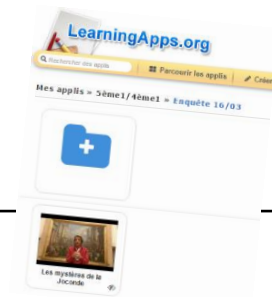 LearningApps.org
Rechercher des applis
Parcourir les applis
Créer
Mes applis » 5ème1/4ème1 » Enquête 16/03
Les mystères de la
Joconde